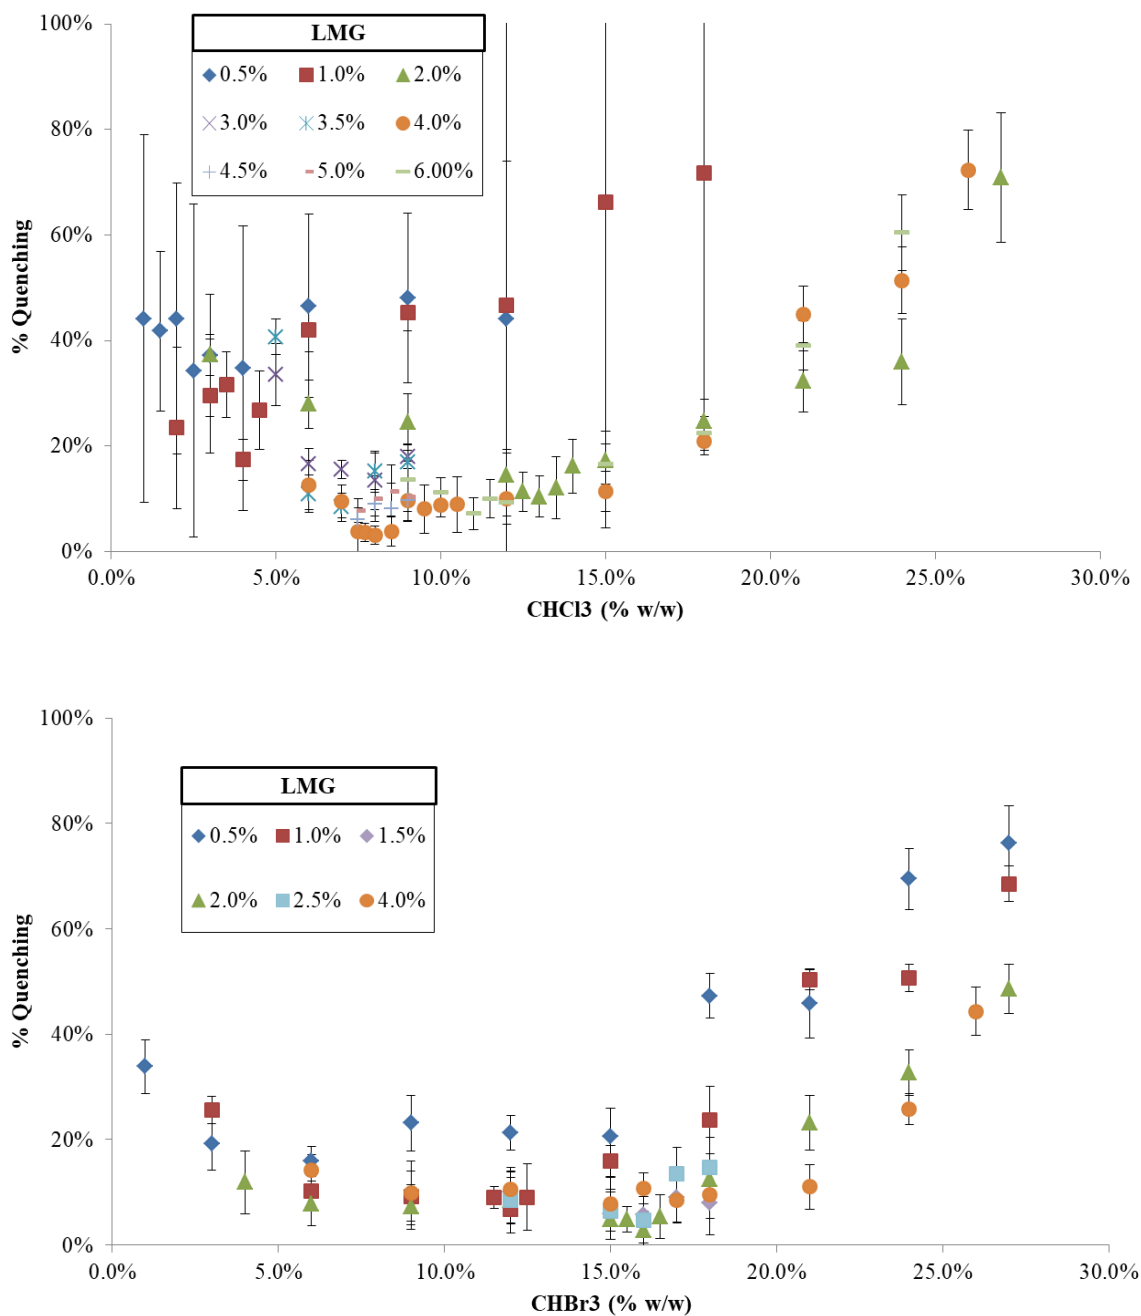 100%
LMG
0.5% 1.0% 2.0%
3.0% 3.5% 4.0%
4.5% 5.0% 6.00%
80%
60%
40%
20%
0%
% Quenching
0.0% 5.0% 10.0% 15.0% 20.0% 25.0% 30.0%
CHCl3 (% w/w)
100%
LMG
0.5% 1.0% 1.5%
2.0% 2.5% 4.0%
80%
60%
40%
20%
0%
% Quenching
0.0% 5.0% 10.0% 15.0% 20.0% 25.0% 30.0%
CHBr3 (% w/w)